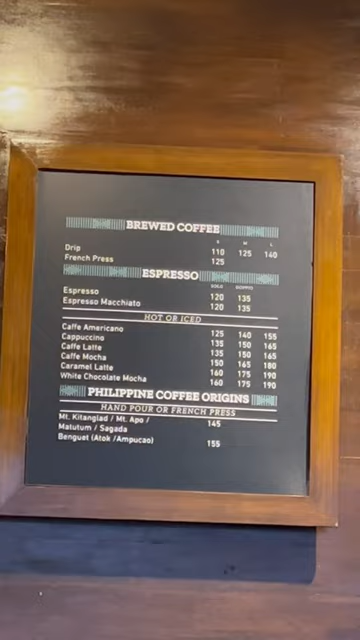 BREWED COFFEE
S M L
Drip 110 125 140
French Press 125
ESPRESSO
SOLO DOPPIO
Espresso 120 135
Espresso Macchiato 120 135
HOT OR ICED
Caffe Americano 125 140 155
Cappuccino 135 150 165
Caffe Latte 135 150 165
Caffe Mocha 150 165 180
Caramel Latte 160 175 190
White Chocolate Mocha 160 175 190
PHILIPPINE COFFEE ORIGINS
HAND POUR OR FRENCH PRESS
Mt. Kitanglad / Mt. Apo / 145
Matutum / Sagada
Benguet (Atok /Ampucao) 155